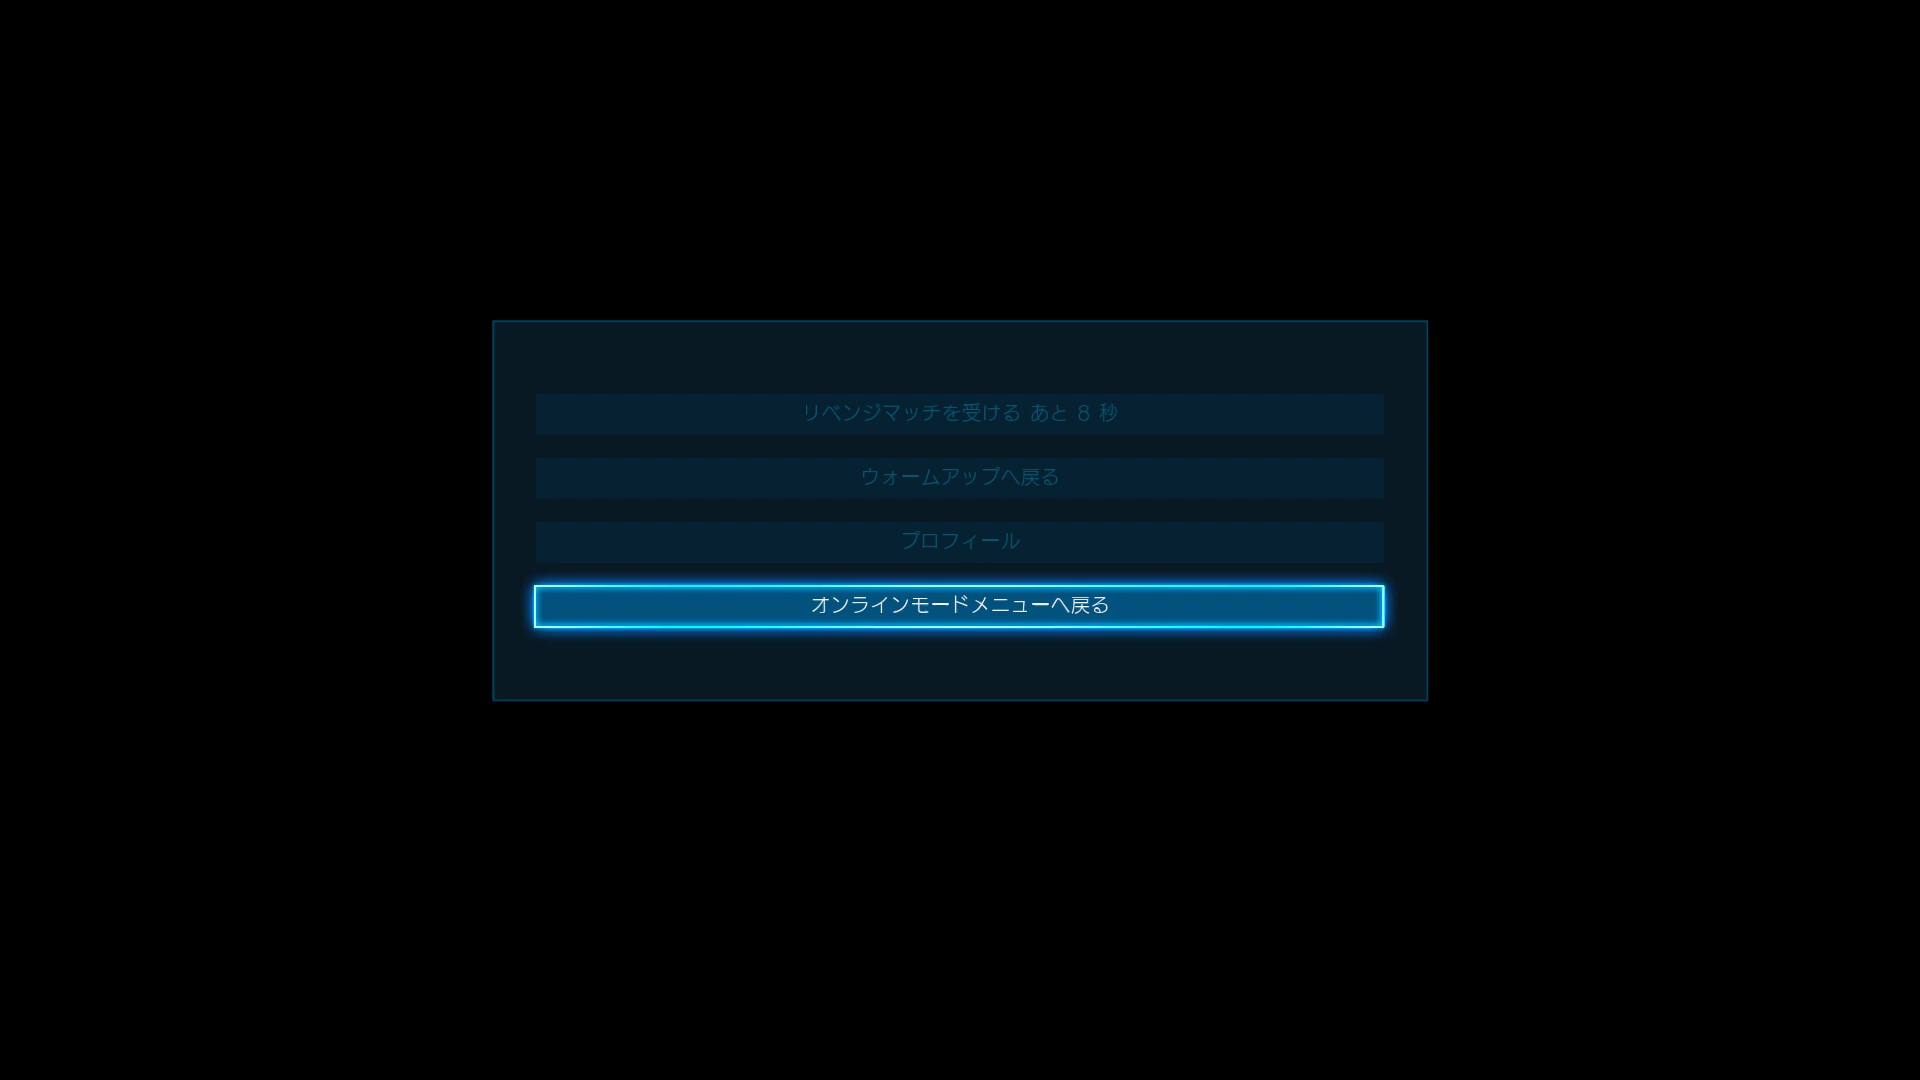 リベンジマッチを受ける あと 8 秒
ウォームアップへ戻る
プロフィール
オンラインモードメニューへ戻る